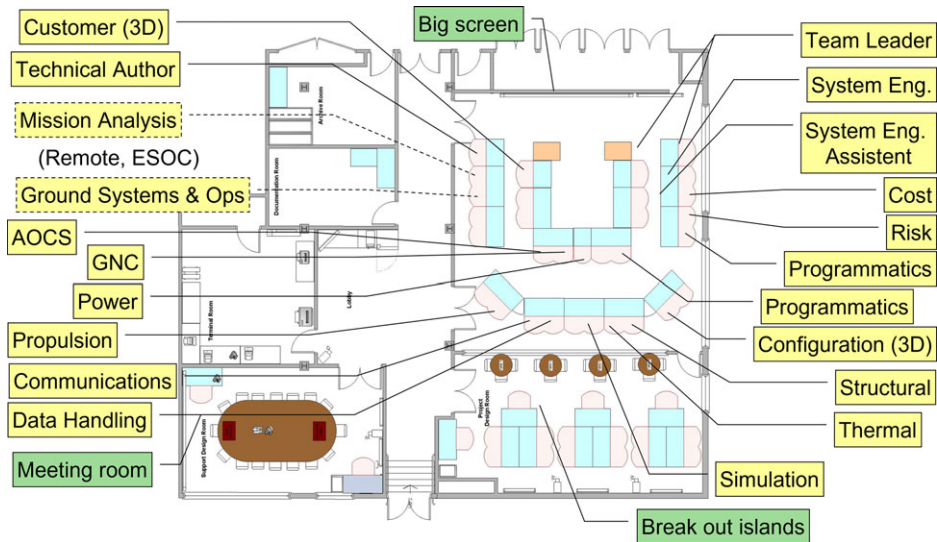 Customer (3D)
Technical Author
Mission Analysis
(Remote, ESOC)
Ground Systems & Ops
AOCS
GNC
Power
Propulsion
Communications
Data Handling
Meeting room
Big screen
Team Leader
System Eng.
System Eng.
Assistent
Cost
Risk
Programmatics
Programmatics
Configuration (3D)
Structural
Thermal
Simulation
Break out islands
Archive Room
Documentation Room
Lobby
Terminal Room
Support Design Room
Project
Design Room